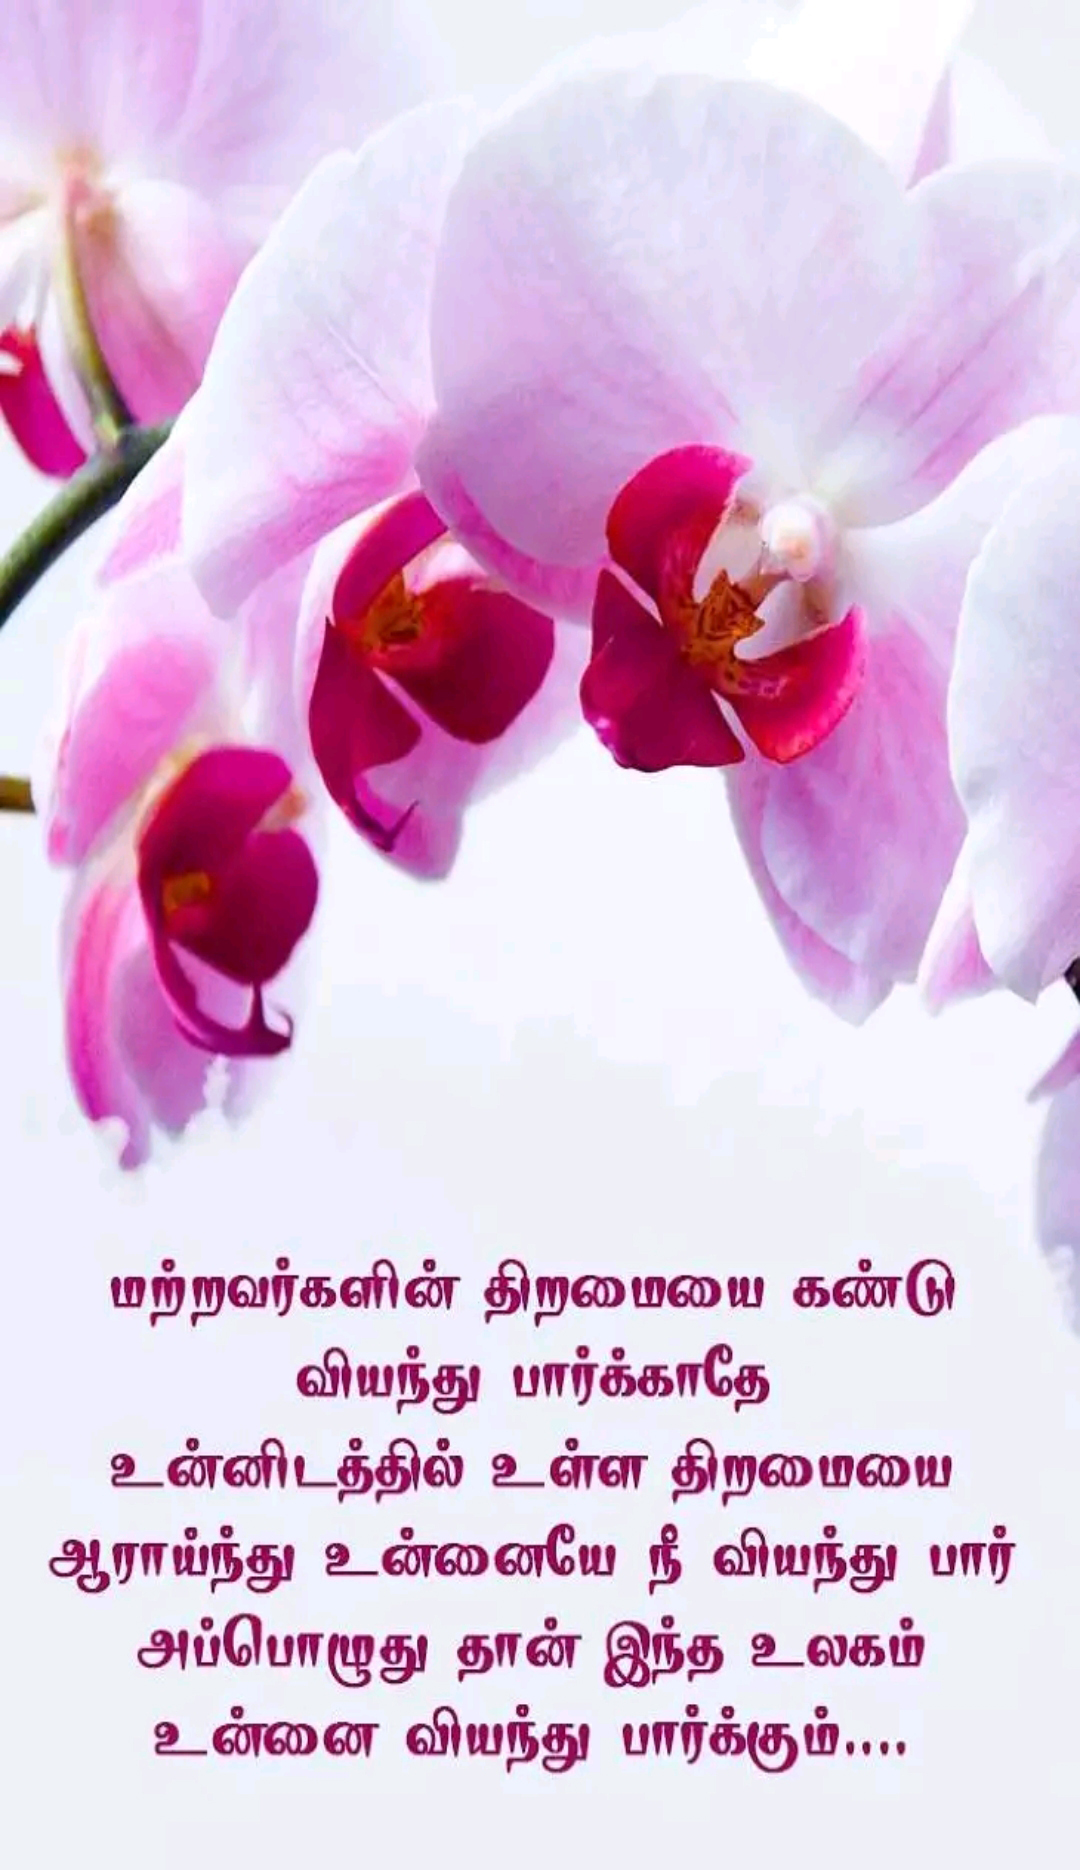 மற்றவர்களின் திறமையை கண்டு
வியந்து பார்க்காதே
உன்னிடத்தில் உள்ள திறமையை
ஆராய்ந்து உன்னையே நீ வியந்து பார்
அப்பொழுது தான் இந்த உலகம்
உன்னை வியந்து பார்க்கும்....